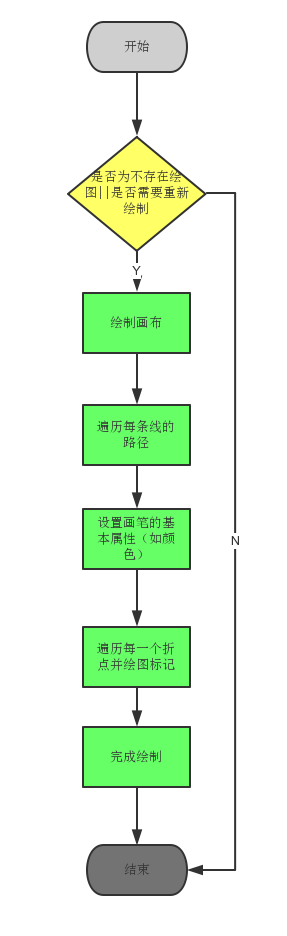 开始
是否为不存在绘
图||是否需要重新
绘制
Y,
绘制画布
遍历每条线的
路径
设置画笔的基
本属性（如颜
色）
N
遍历每一个折
点并绘图标记
完成绘制
结束